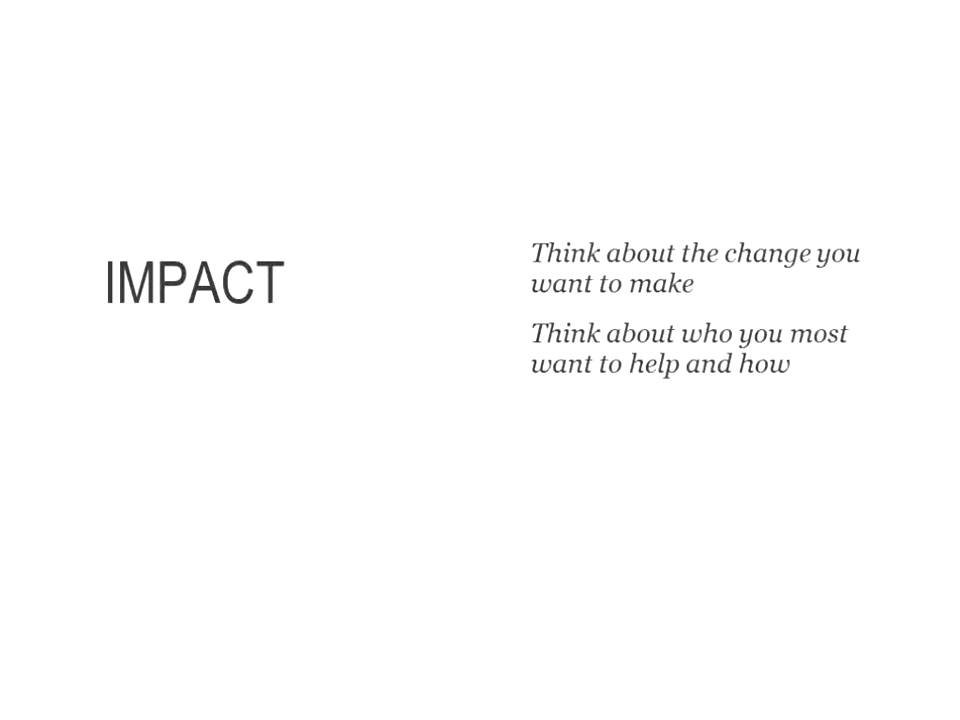 IMPACT
Think about the change you
want to make
Think about who you most
want to help and how